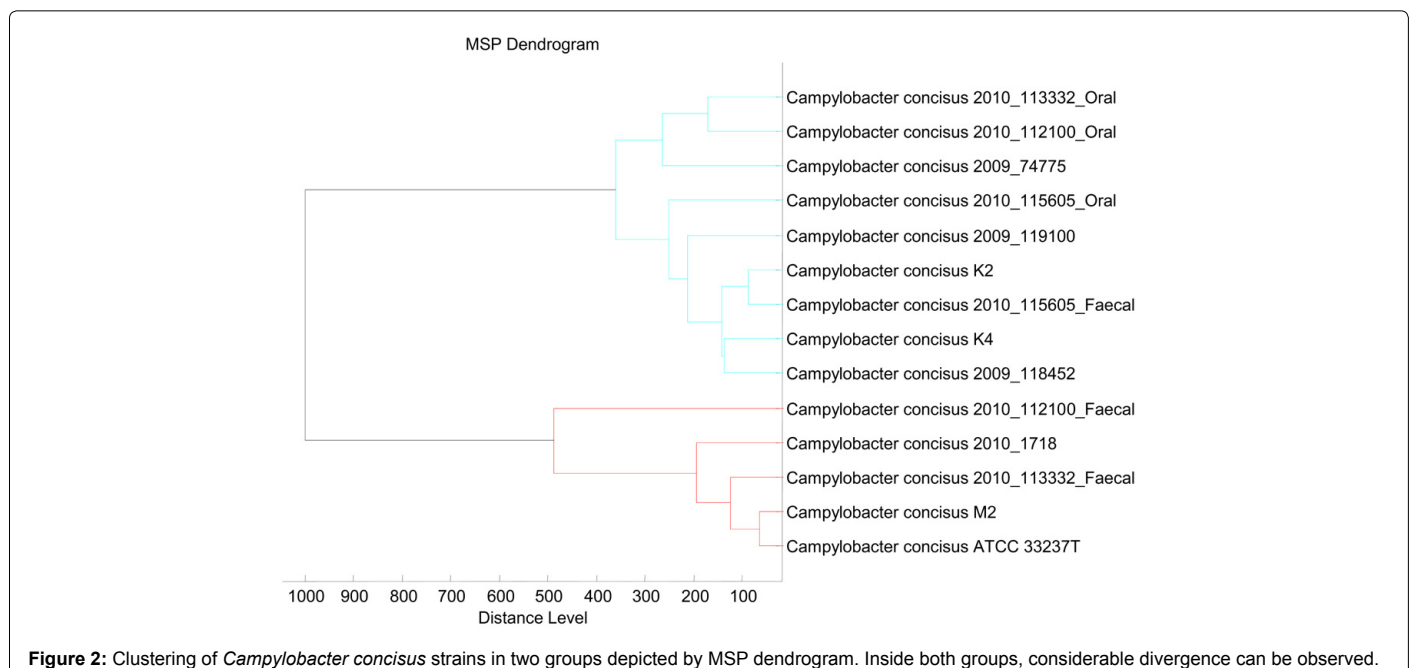 MSP Dendrogram
Campylobacter concisus 2010_113332_Oral
Campylobacter concisus 2010_112100_Oral
Campylobacter concisus 2009_74775
Campylobacter concisus 2010_115605_Oral
Campylobacter concisus 2009_119100
Campylobacter concisus K2
Campylobacter concisus 2010_115605_Faecal
Campylobacter concisus K4
Campylobacter concisus 2009_118452
Campylobacter concisus 2010_112100_Faecal
Campylobacter concisus 2010_1718
Campylobacter concisus 2010_113332_Faecal
Campylobacter concisus M2
Campylobacter concisus ATCC 33237T
1000 900 800 700 600 500 400 300 200 100
Distance Level
Figure 2: Clustering of Campylobacter concisus strains in two groups depicted by MSP dendrogram. Inside both groups, considerable divergence can be observed.